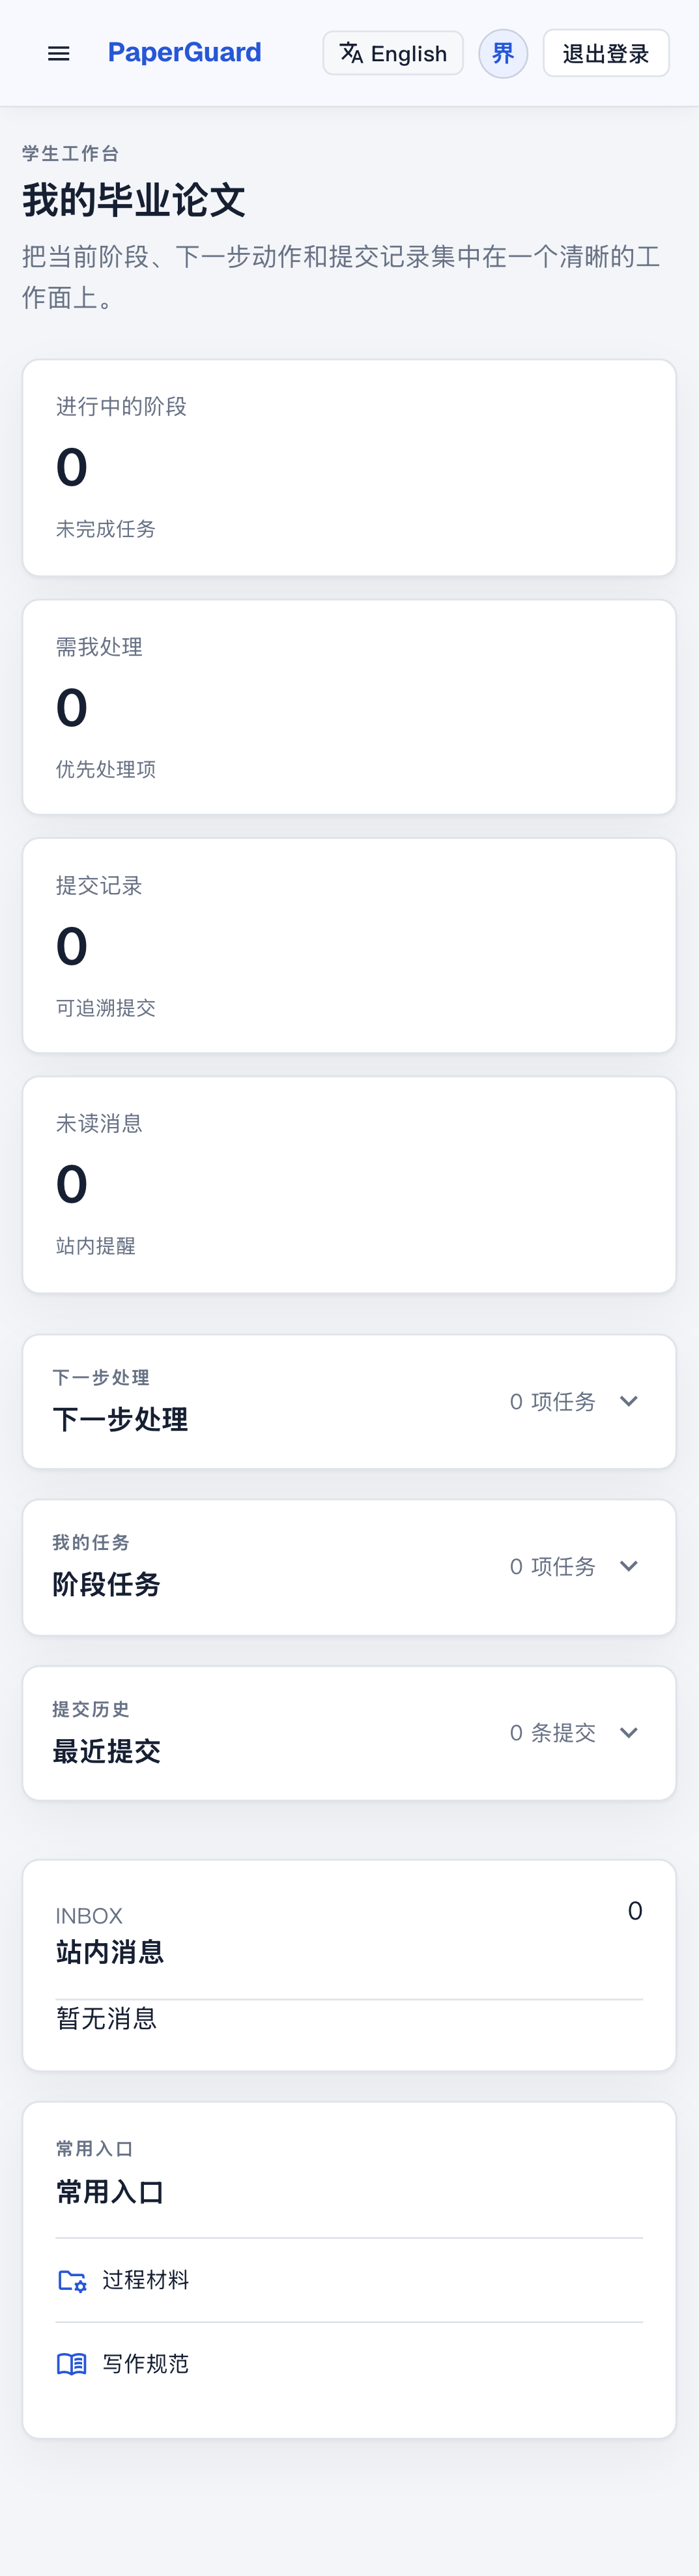 PaperGuard
English
界
退出登录
学生工作台
我的毕业论文
把当前阶段、下一步动作和提交记录集中在一个清晰的工
作面上。
进行中的阶段
0
未完成任务
需我处理
0
优先处理项
提交记录
0
可追溯提交
未读消息
0
站内提醒
下一步处理
下一步处理
0 项任务
我的任务
阶段任务
0 项任务
提交历史
最近提交
0 条提交
INBOX
0
站内消息
暂无消息
常用入口
常用入口
过程材料
写作规范